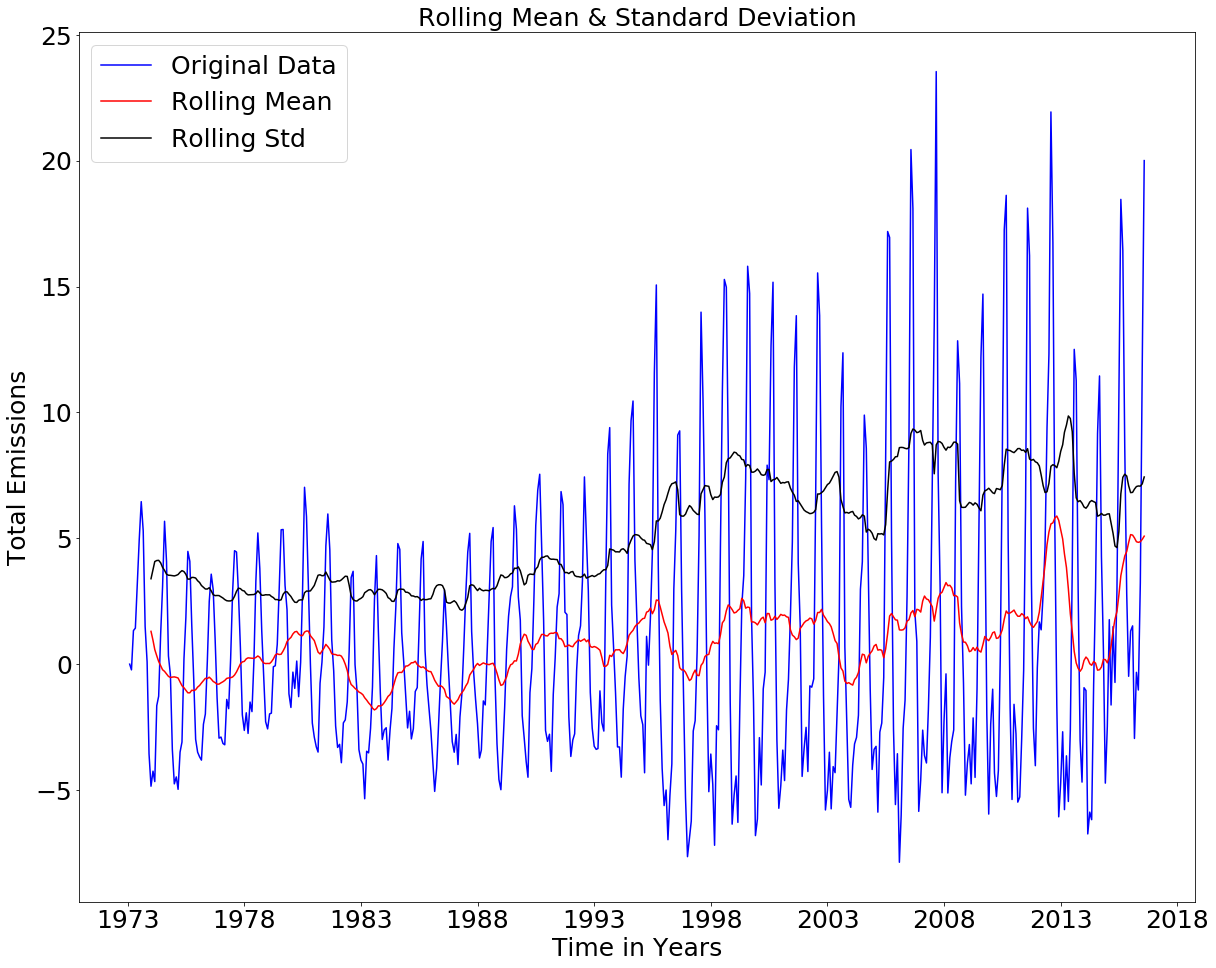 Rolling Mean & Standard Deviation
25
20
15
10
5
0
−5
Original Data
Rolling Mean
Rolling Std
Total Emissions
1973 1978 1983 1988 1993 1998 2003 2008 2013 2018
Time in Years